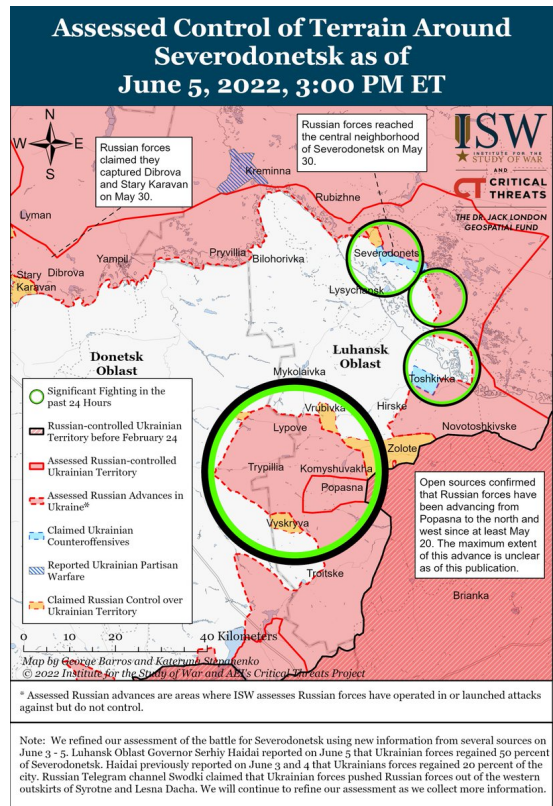 Assessed Control of Terrain Around
Severodonetsk as of
June 5, 2022, 3:00 PM ET
N
W
E
S
Russian forces
claimed they
captured Dibrova
and Stary Karavan
on May 30.
Russian forces reached
the central neighborhood
of Severodonetsk on May
30.
ISW
INSTITUTE FOR THE
STUDY OF WAR
AND
CT CRITICAL
THREATS
THE DR. JACK LONDON
GEOSPATIAL FUND
Kreminna
Rubizhne
Lyman
Yampil
Pryvillia
Bilohorivka
Severodonets
Stary
Karavan
Dibrova
Lysychansk
Donetsk
Oblast
Luhansk
Oblast
Mykolaivka
Toshkivka
Hirske
Vrubivka
Lypove
Novotoshkivske
Zolote
Trypillia
Komyshuvakha
Popasna
Vyskryva
Troitske
Brianka
Significant Fighting in the
past 24 Hours
Russian-controlled Ukrainian
Territory before February 24
Assessed Russian-controlled
Ukrainian Territory
Assessed Russian Advances in
Ukraine*
Claimed Ukrainian
Counteroffensives
Reported Ukrainian Partisan
Warfare
Claimed Russian Control over
Ukrainian Territory
Open sources confirmed
that Russian forces have
been advancing from
Popasna to the north and
west since at least May
20. The maximum extent
of this advance is unclear
as of this publication.
0 10 20 40 Kilometers
Map by George Barros and Kateryna Stepanenko
© 2022 Institute for the Study of War and AEI's Critical Threats Project
* Assessed Russian advances are areas where ISW assesses Russian forces have operated in or launched attacks
against but do not control.
Note: We refined our assessment of the battle for Severodonetsk using new information from several sources on
June 3 - 5. Luhansk Oblast Governor Serhiy Haidai reported on June 5 that Ukrainian forces regained 50 percent
of Severodonetsk. Haidai previously reported on June 3 and 4 that Ukrainians forces regained 20 percent of the
city. Russian Telegram channel Swodki claimed that Ukrainian forces pushed Russian forces out of the western
outskirts of Syrotne and Lesna Dacha. We will continue to refine our assessment as we collect more information.